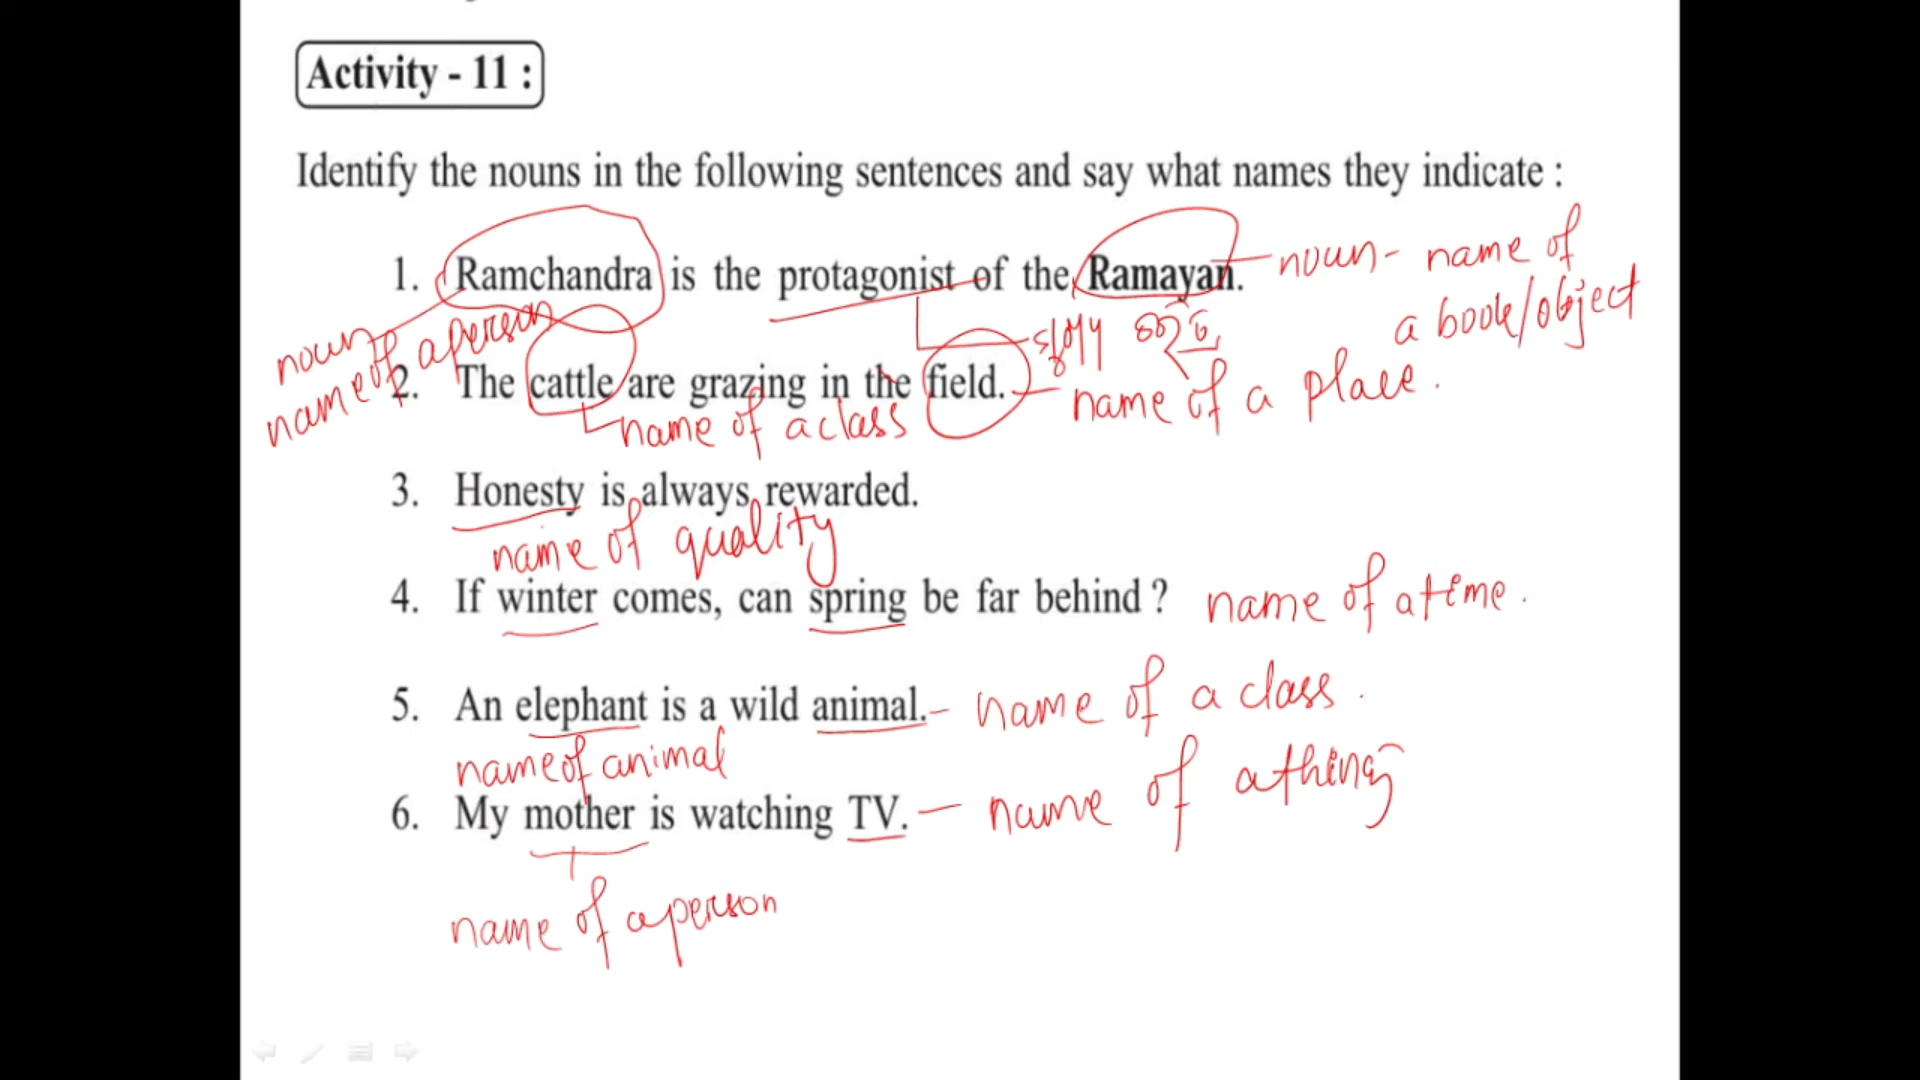 Activity - 11 :
Identify the nouns in the following sentences and say what names they indicate :
1. Ramchandra is the protagonist of the Ramayan.
noun - name of
a book/object
noun
name of a person
story
2. The cattle are grazing in the field.
name of a place.
name of a class
3. Honesty is always rewarded.
name of quality
4. If winter comes, can spring be far behind ?
name of a time.
5. An elephant is a wild animal.
- name of a class.
name of animal
6. My mother is watching TV.
- name of a thing
name of a person